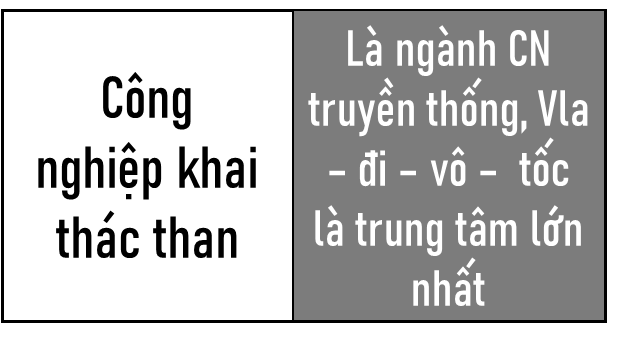 Công
nghiệp khai
thác than
Là ngành CN
truyền thống, Vla
– đi – vô – tốc
là trung tâm lớn
nhất